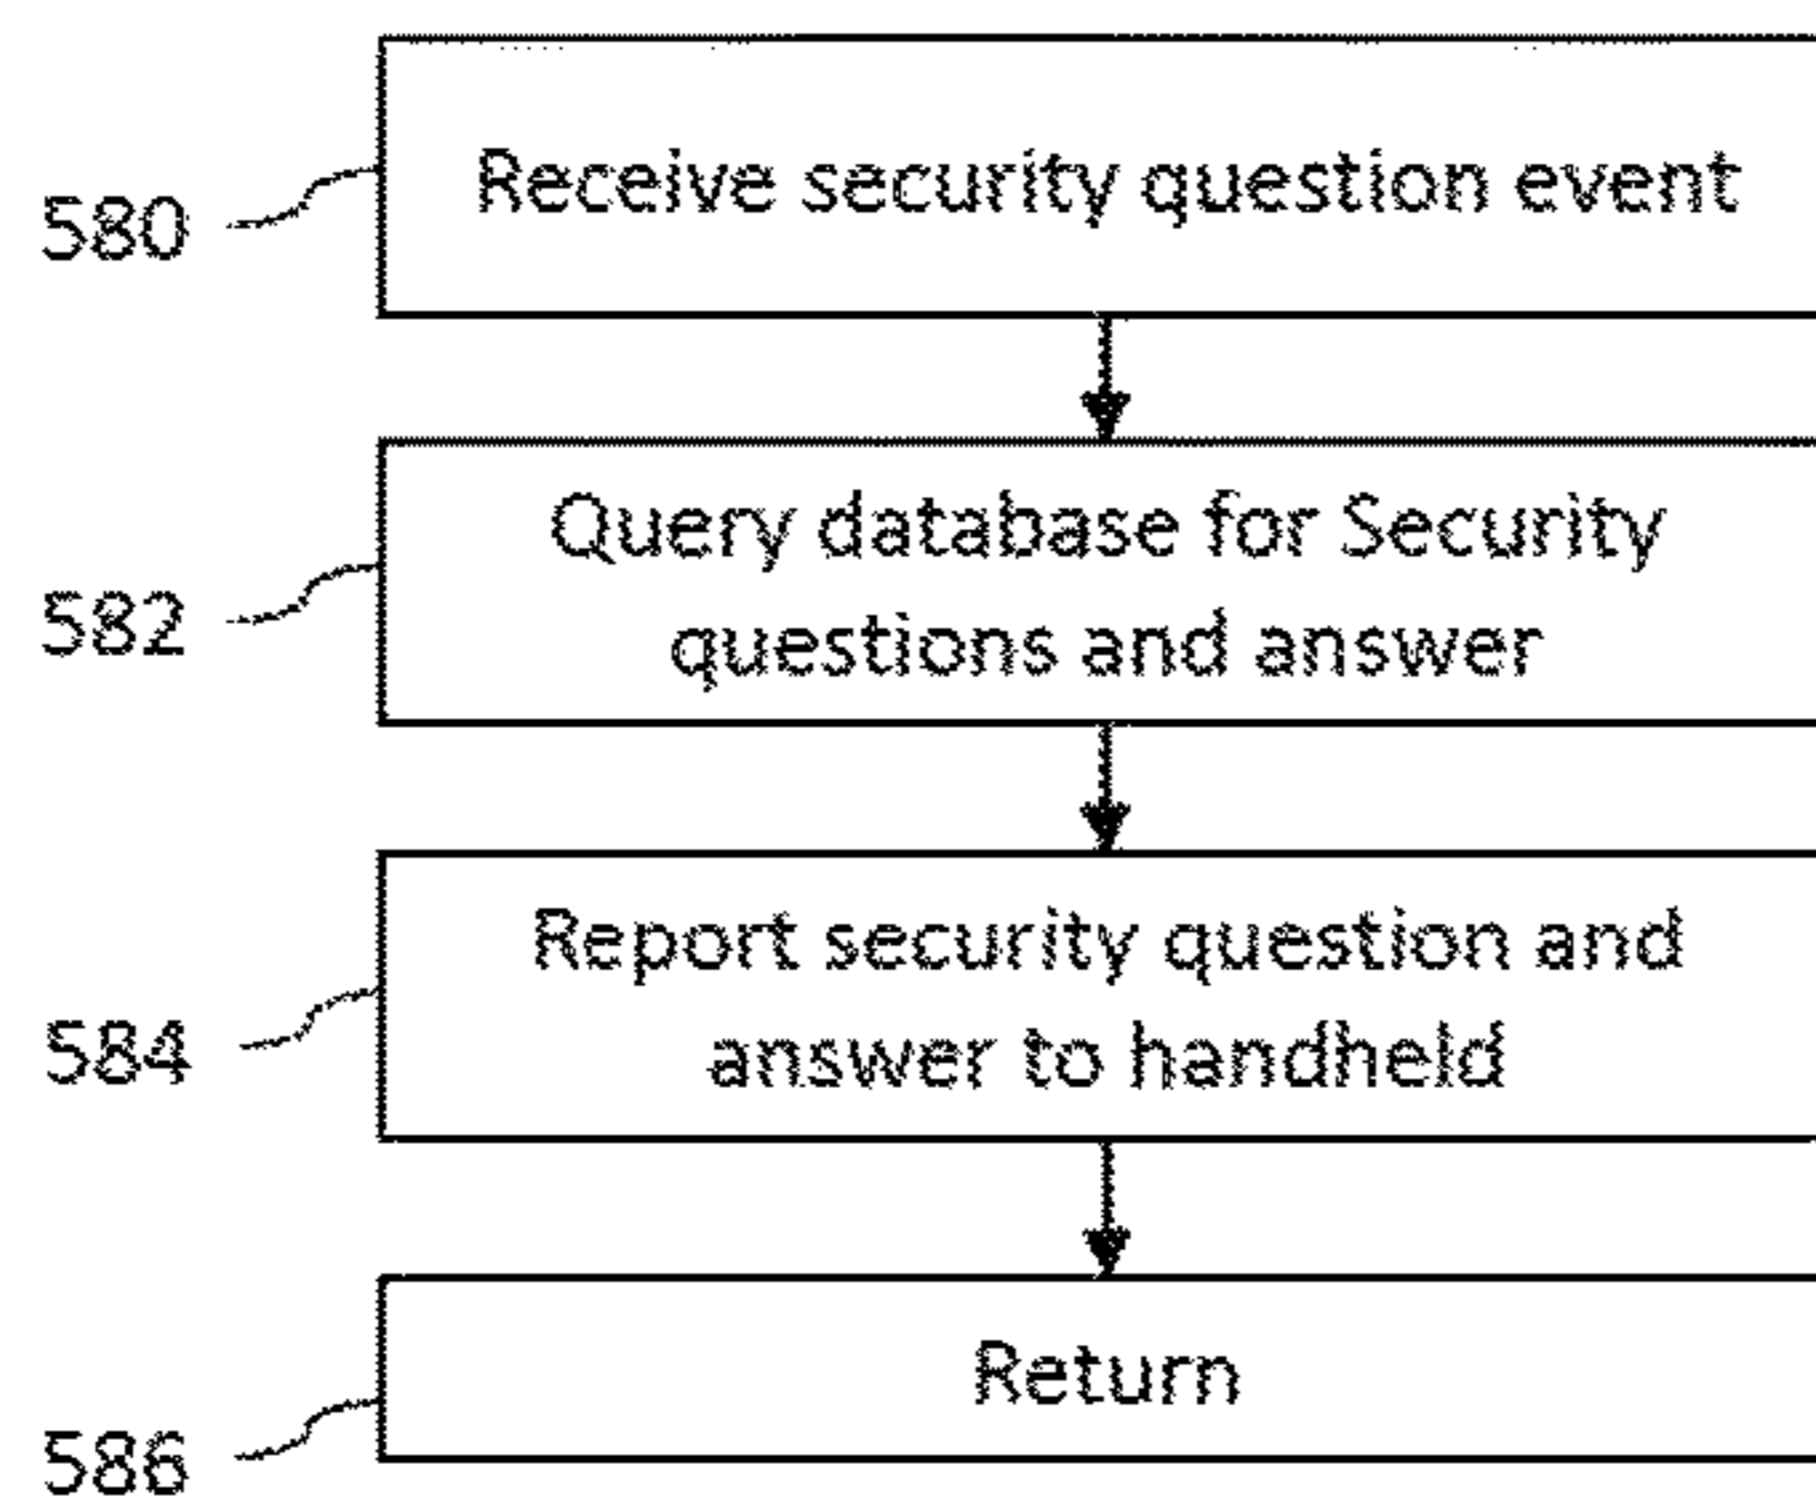 580
Receive security question event
582
Query database for Security
questions and answer
584
Report security question and
answer to handheld
586
Return